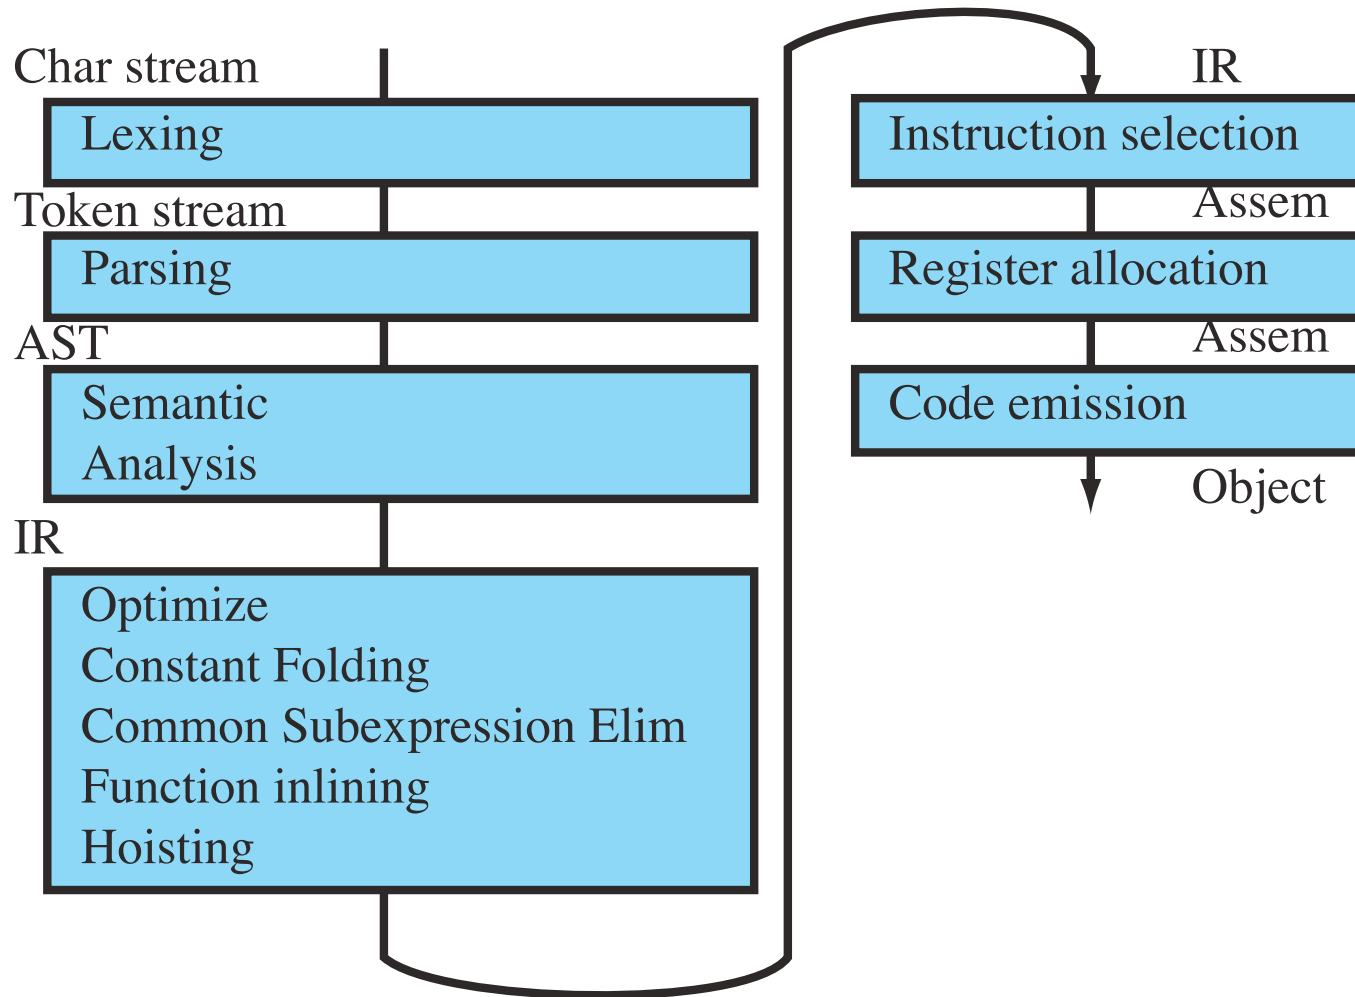 Char stream
Lexing
Token stream
Parsing
AST
Semantic
Analysis
IR
Optimize
Constant Folding
Common Subexpression Elim
Function inlining
Hoisting
IR
Instruction selection
Assem
Register allocation
Assem
Code emission
Object